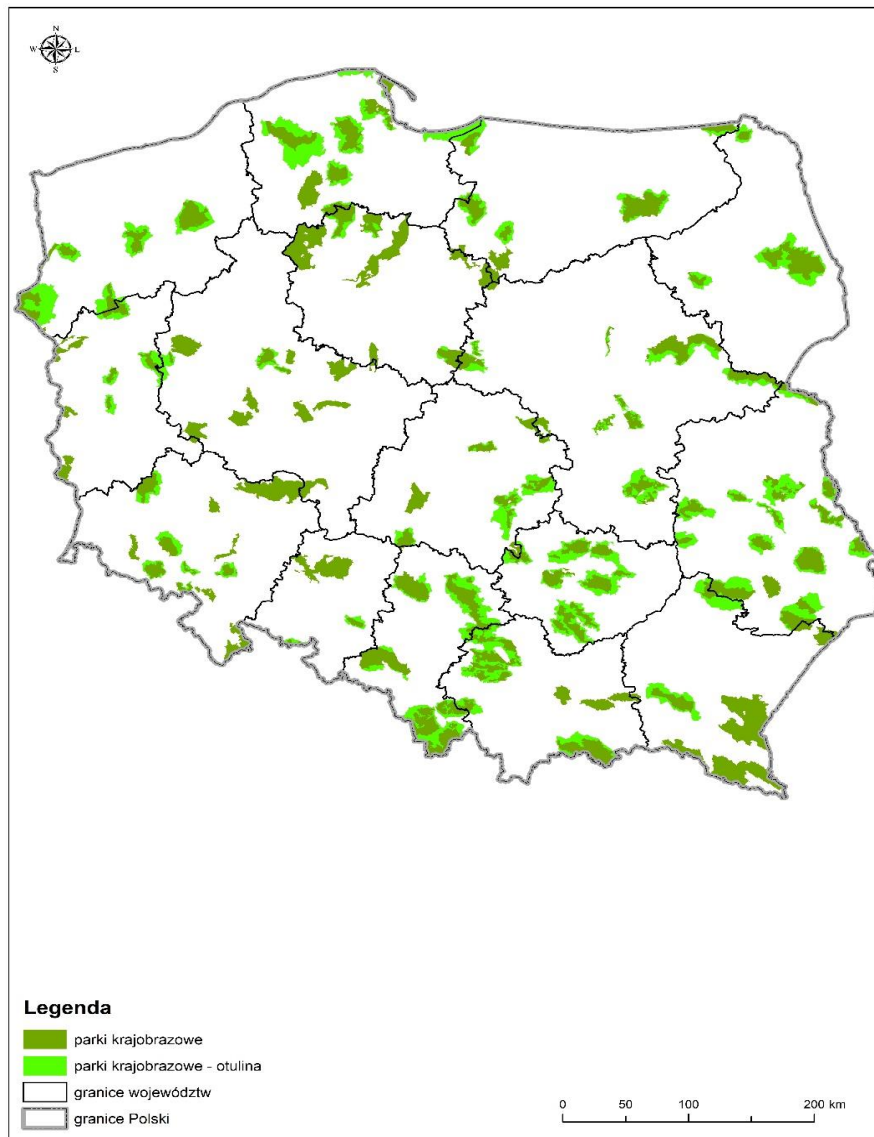 N
W L
S
Legenda
parki krajobrazowe
parki krajobrazowe - otulina
granice województw
granice Polski
0 50 100 200 km